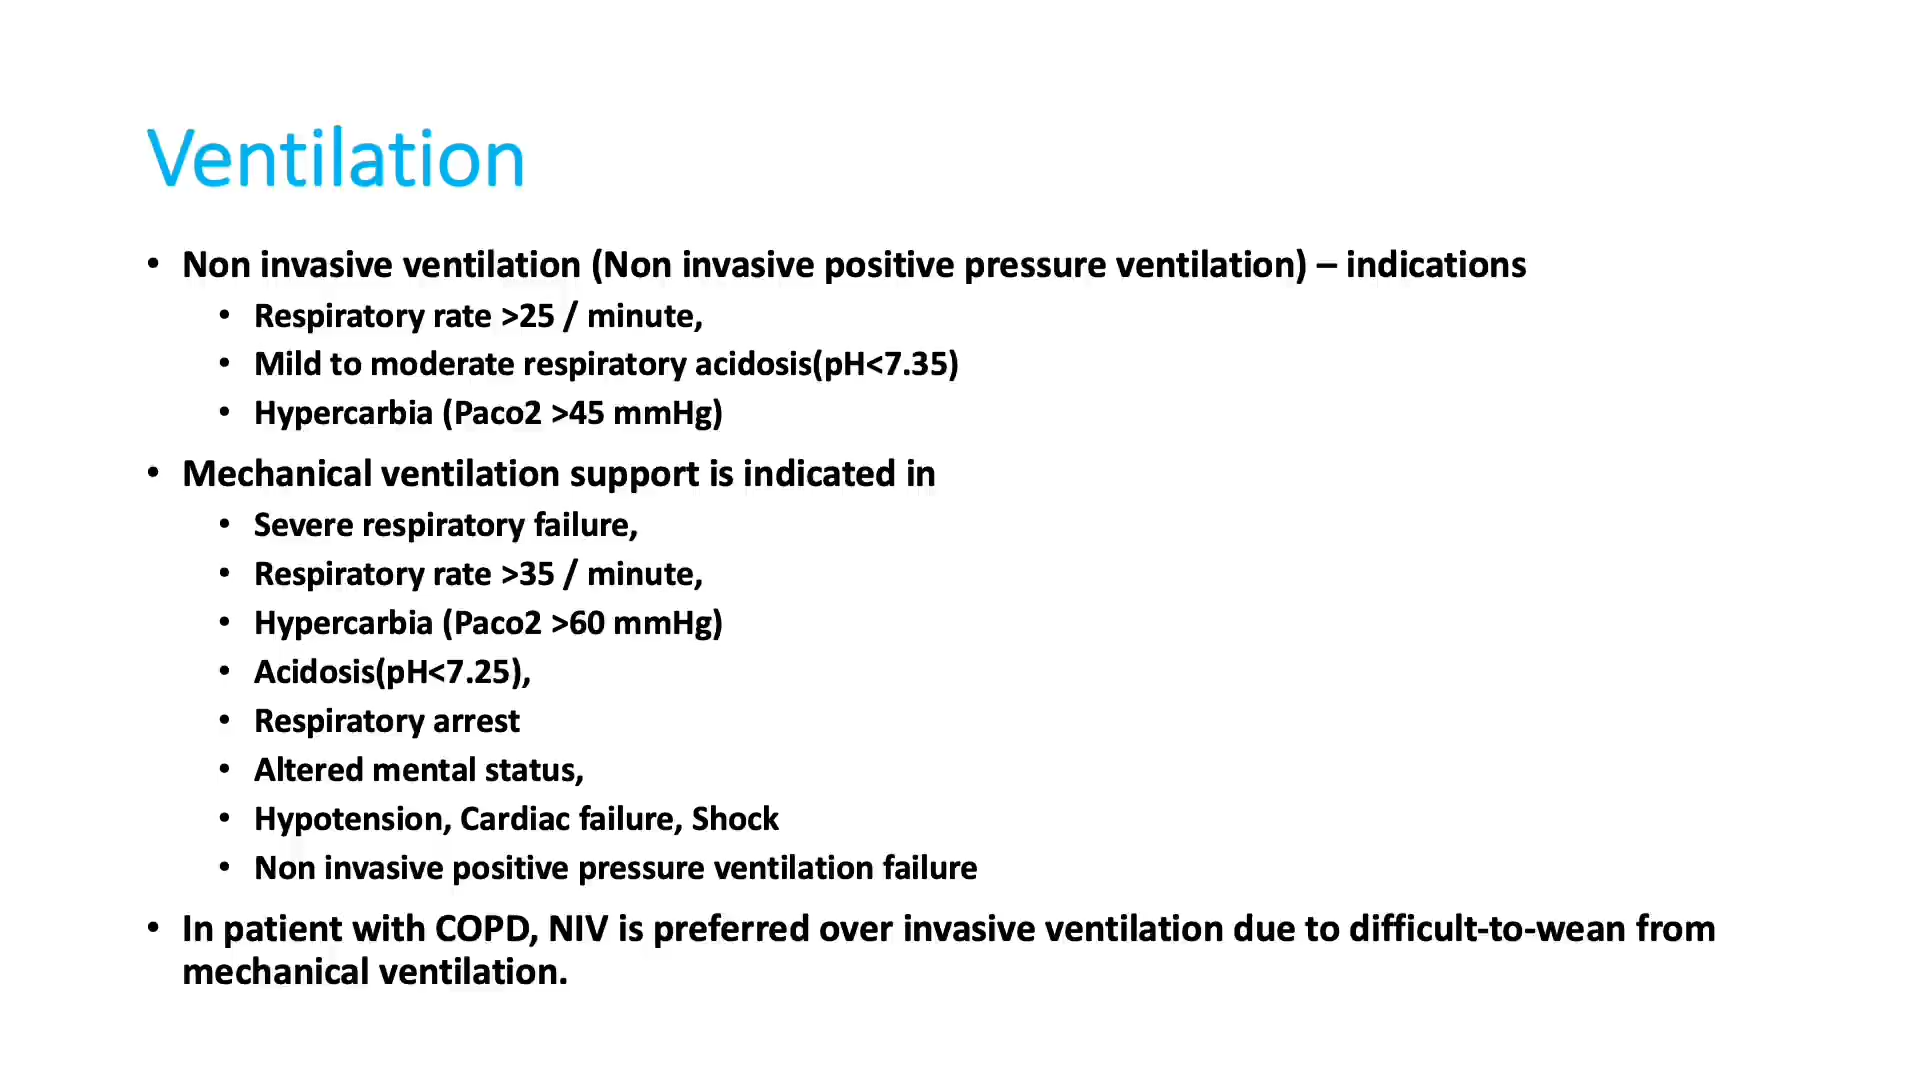 Ventilation
• Non invasive ventilation (Non invasive positive pressure ventilation) – indications
• Respiratory rate >25 / minute,
• Mild to moderate respiratory acidosis(pH<7.35)
• Hypercarbia (Paco2 >45 mmHg)
• Mechanical ventilation support is indicated in
• Severe respiratory failure,
• Respiratory rate >35 / minute,
• Hypercarbia (Paco2 >60 mmHg)
• Acidosis(pH<7.25),
• Respiratory arrest
• Altered mental status,
• Hypotension, Cardiac failure, Shock
• Non invasive positive pressure ventilation failure
• In patient with COPD, NIV is preferred over invasive ventilation due to difficult-to-wean from
mechanical ventilation.